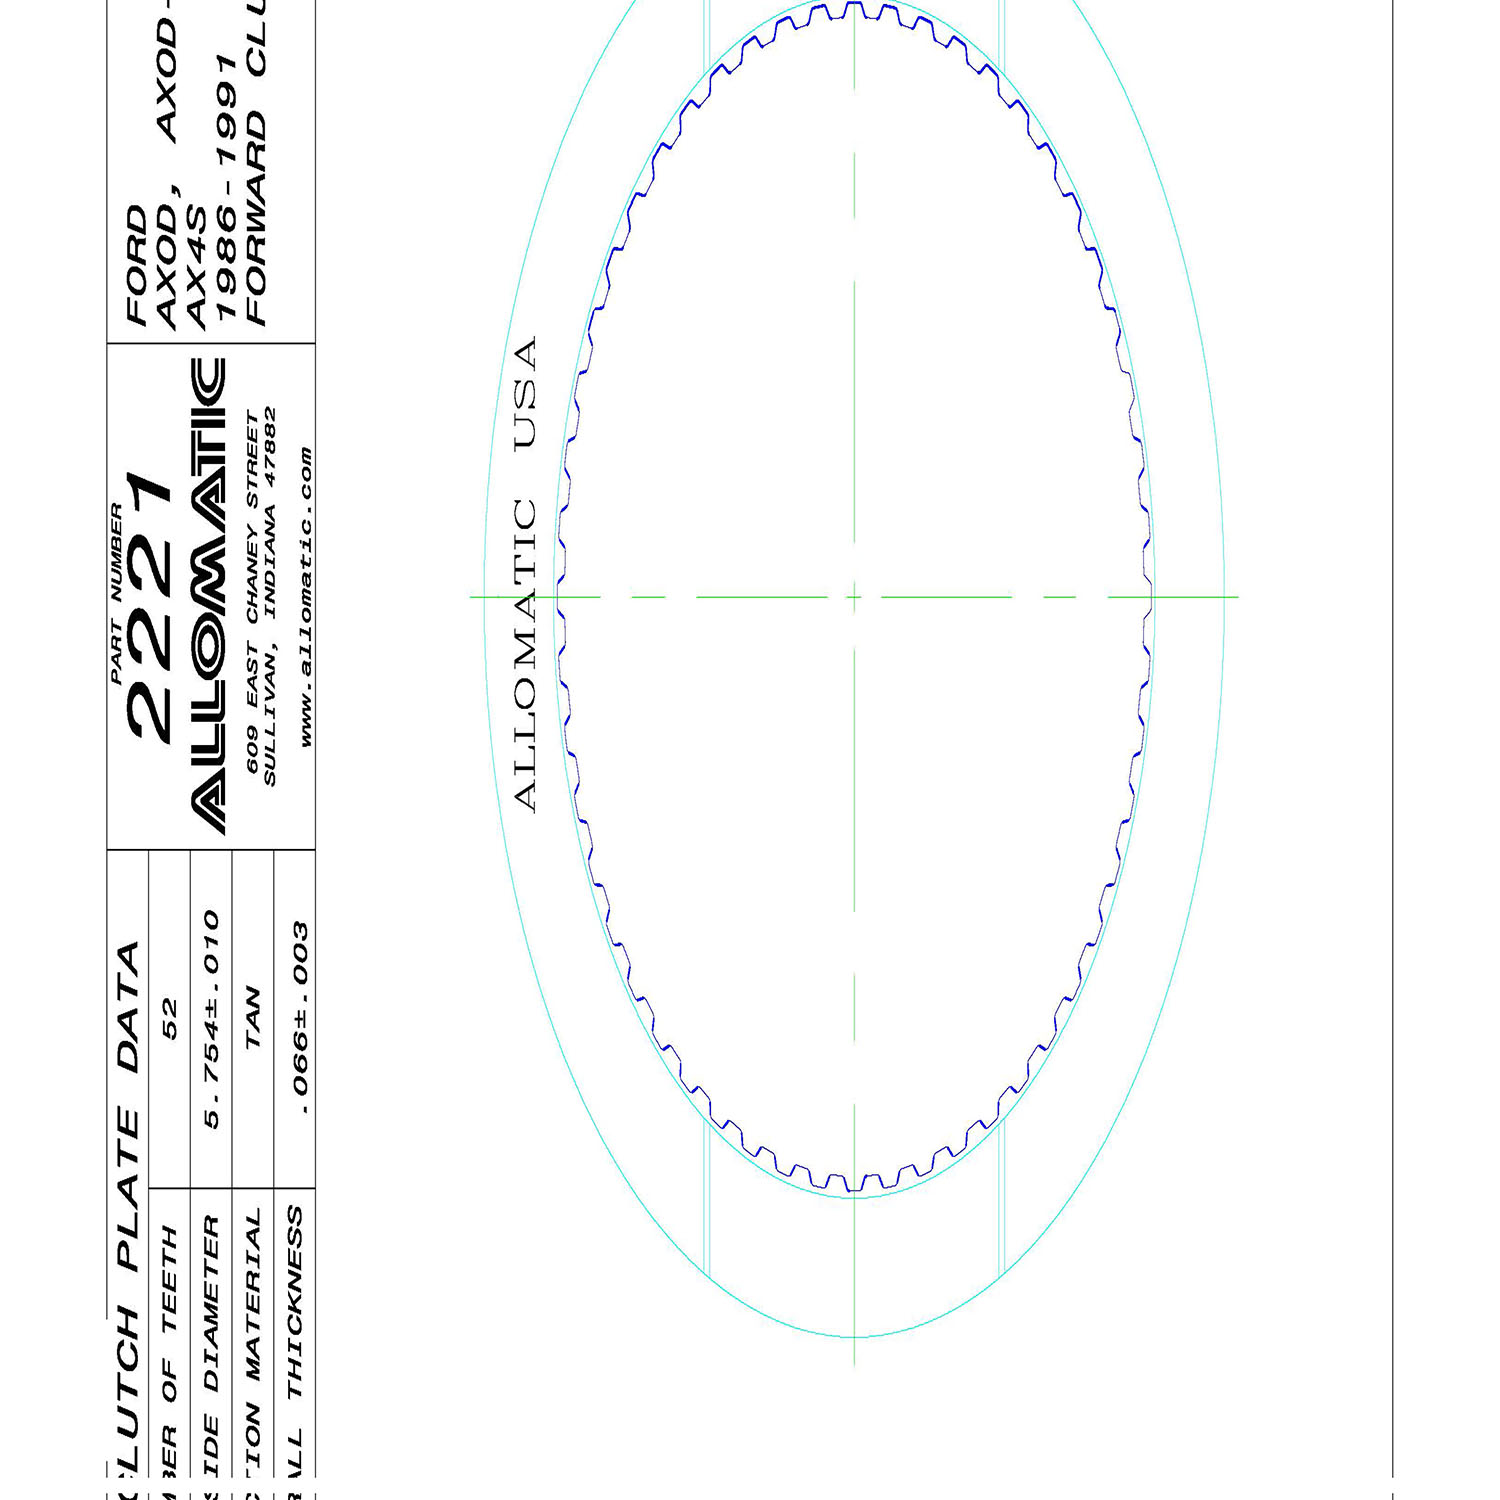 FORD
AXOD, AXOD-
AX4S
1986-1991
FORWARD CLU
PART NUMBER
2221
ALLOMATIC
609 EAST CHANEY STREET
SULLIVAN, INDIANA 47882
www.allomatic.com
CLUTCH PLATE DATA
BER OF TEETH 52
SIDE DIAMETER 5.754±.010
TION MATERIAL TAN
ALL THICKNESS .066±.003
ALLOMATIC USA